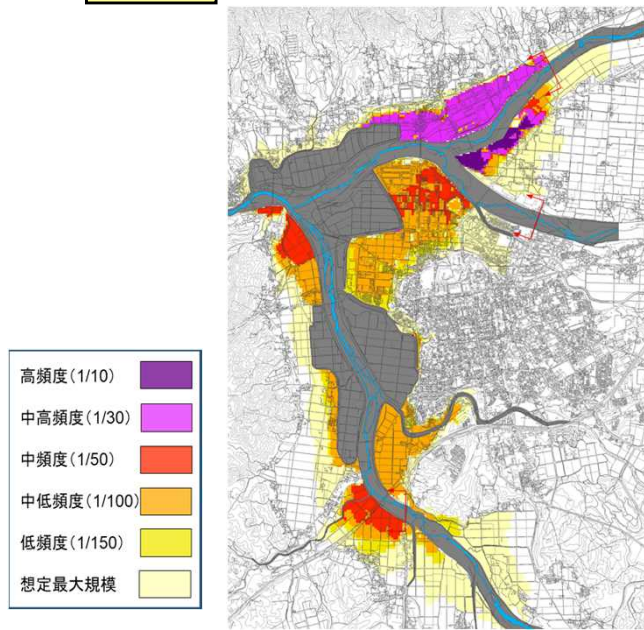 高頻度(1/10)
中高頻度(1/30)
中頻度(1/50)
中低頻度(1/100)
低頻度(1/150)
想定最大規模